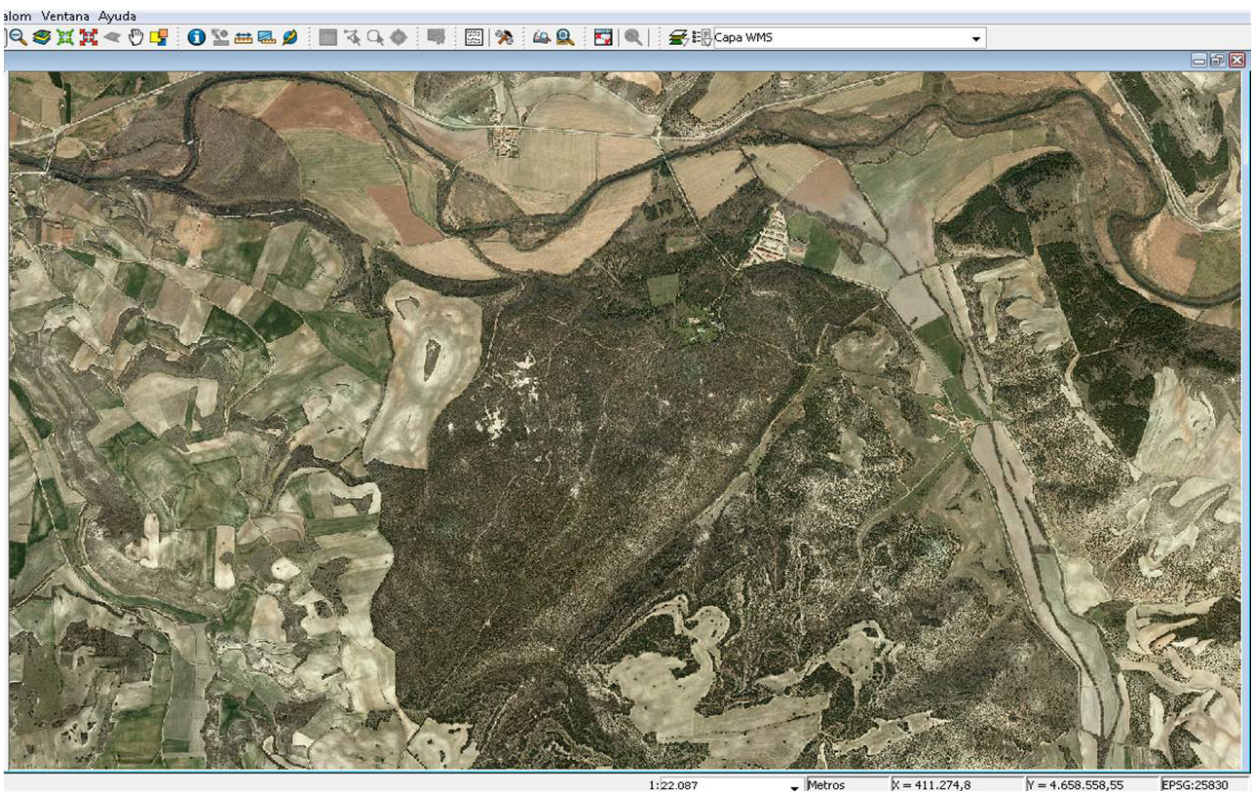 alom Ventana Ayuda
Capa WMS
1:22.087 Metros X = 411.274,8 Y = 4.658.558,55 EPSG:25830